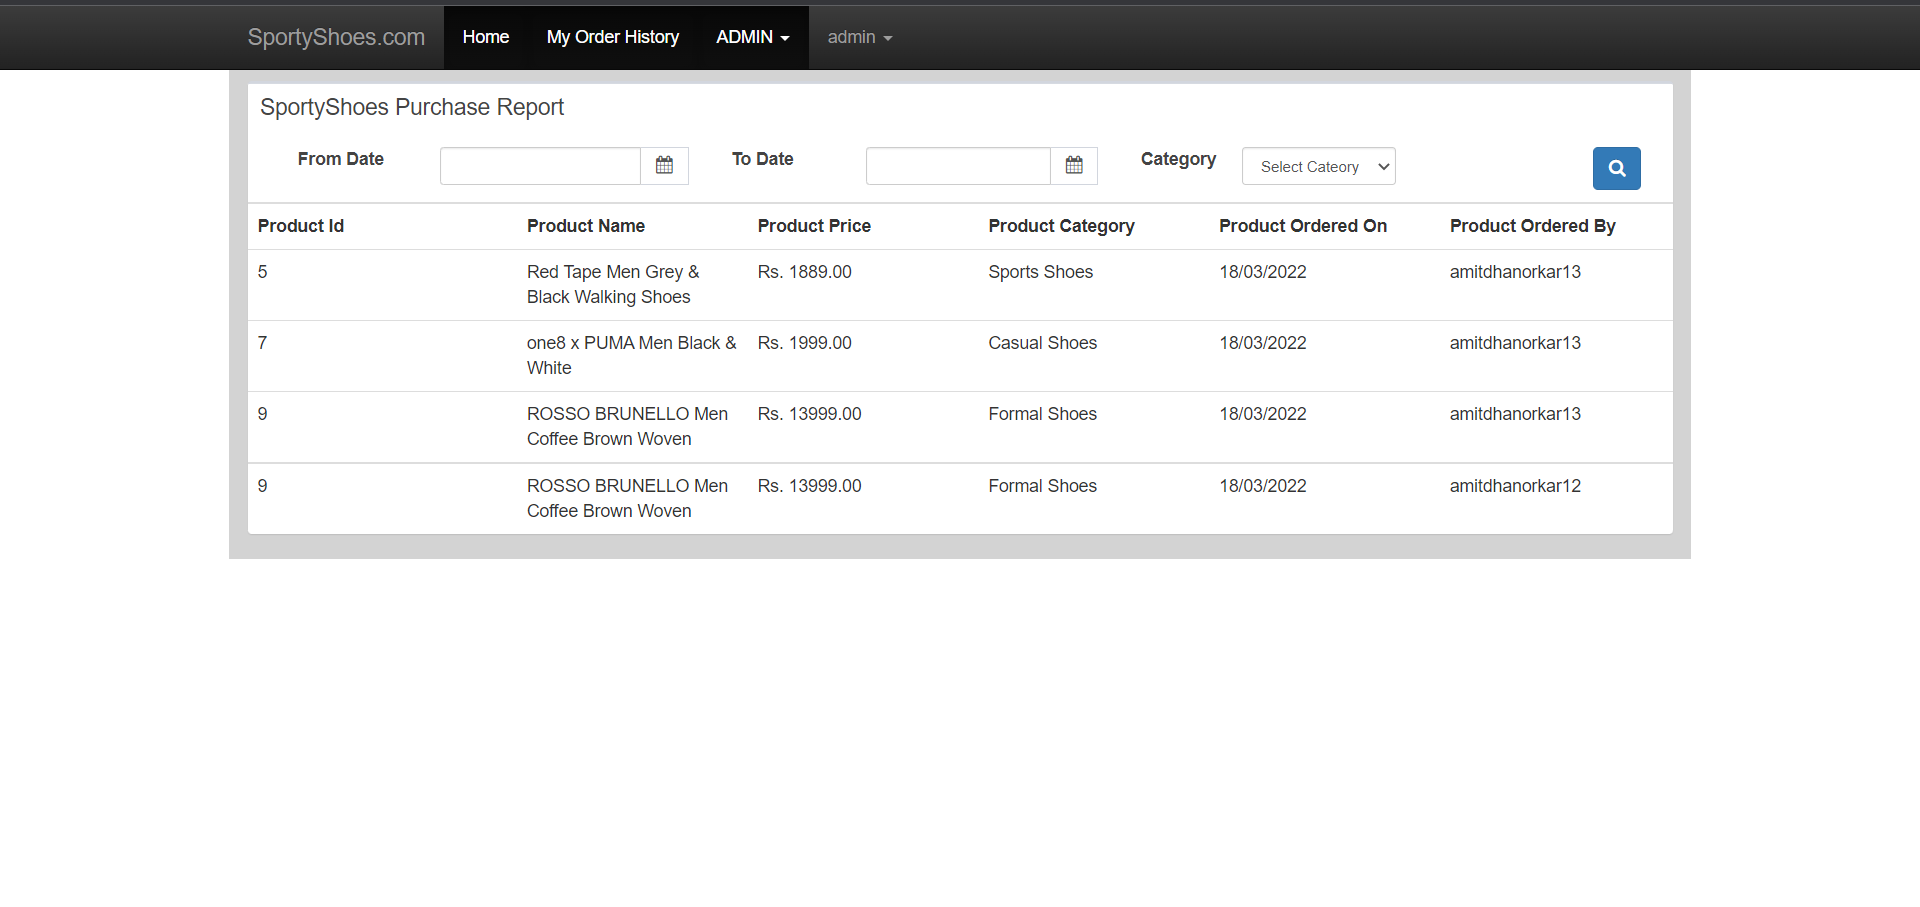 SportyShoes.com Home My Order History ADMIN admin
SportyShoes Purchase Report
From Date To Date Category Select Cateory
Product Id Product Name Product Price Product Category Product Ordered On Product Ordered By
5 Red Tape Men Grey & Rs. 1889.00 Sports Shoes 18/03/2022 amitdhanorkar13
Black Walking Shoes
7 one8 x PUMA Men Black & Rs. 1999.00 Casual Shoes 18/03/2022 amitdhanorkar13
White
9 ROSSO BRUNELLO Men Rs. 13999.00 Formal Shoes 18/03/2022 amitdhanorkar13
Coffee Brown Woven
9 ROSSO BRUNELLO Men Rs. 13999.00 Formal Shoes 18/03/2022 amitdhanorkar12
Coffee Brown Woven